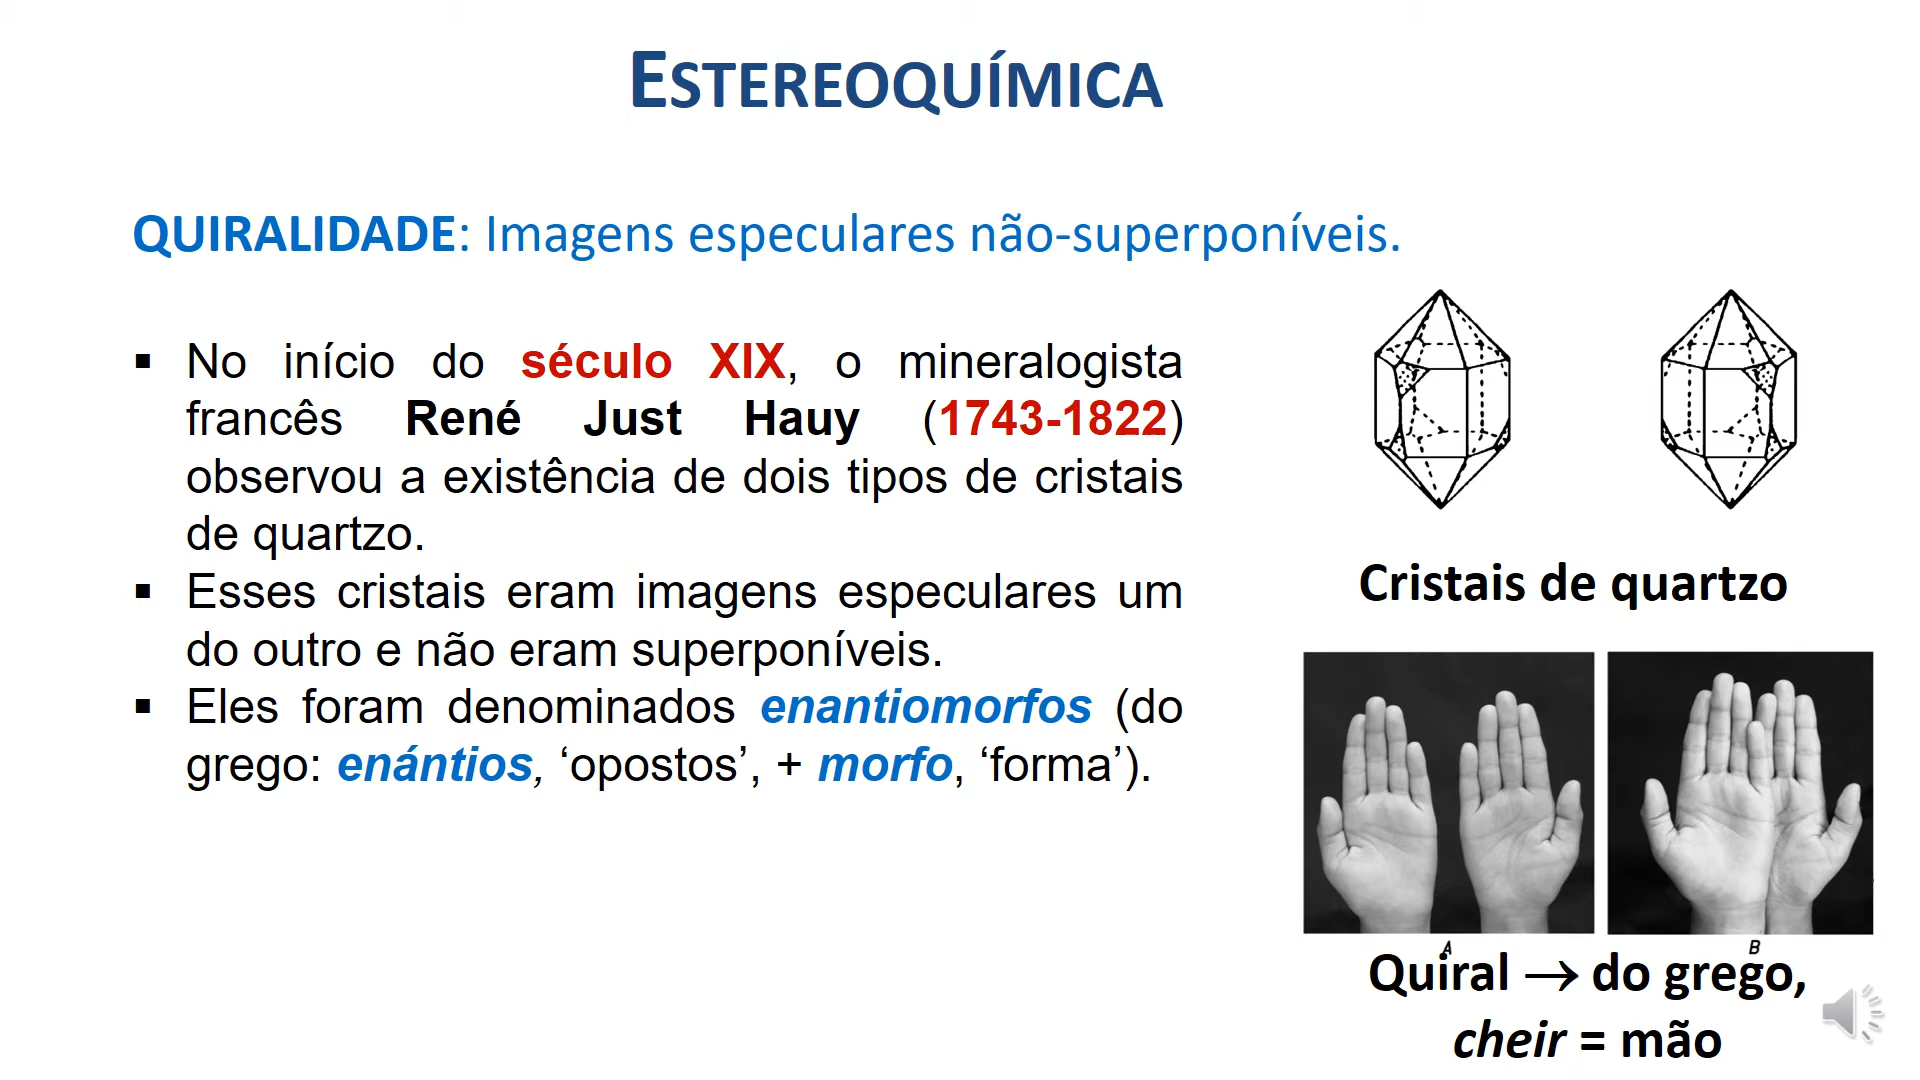 ESTEREOQUÍMICA
QUIRALIDADE: Imagens especulares não-superponíveis.
▪ No início do século XIX, o mineralogista
francês René Just Hauy (1743-1822)
observou a existência de dois tipos de cristais
de quartzo.
▪ Esses cristais eram imagens especulares um
do outro e não eram superponíveis.
▪ Eles foram denominados enantiomorfos (do
grego: enántios, ‘opostos’, + morfo, ‘forma’).
Cristais de quartzo
A B
Quiral → do grego,
cheir = mão